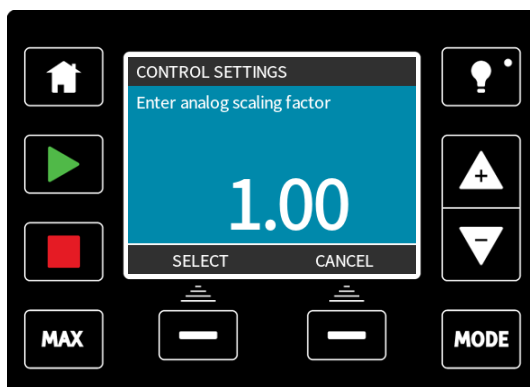 CONTROL SETTINGS
Enter analog scaling factor
1.00
SELECT CANCEL
MAX
MODE